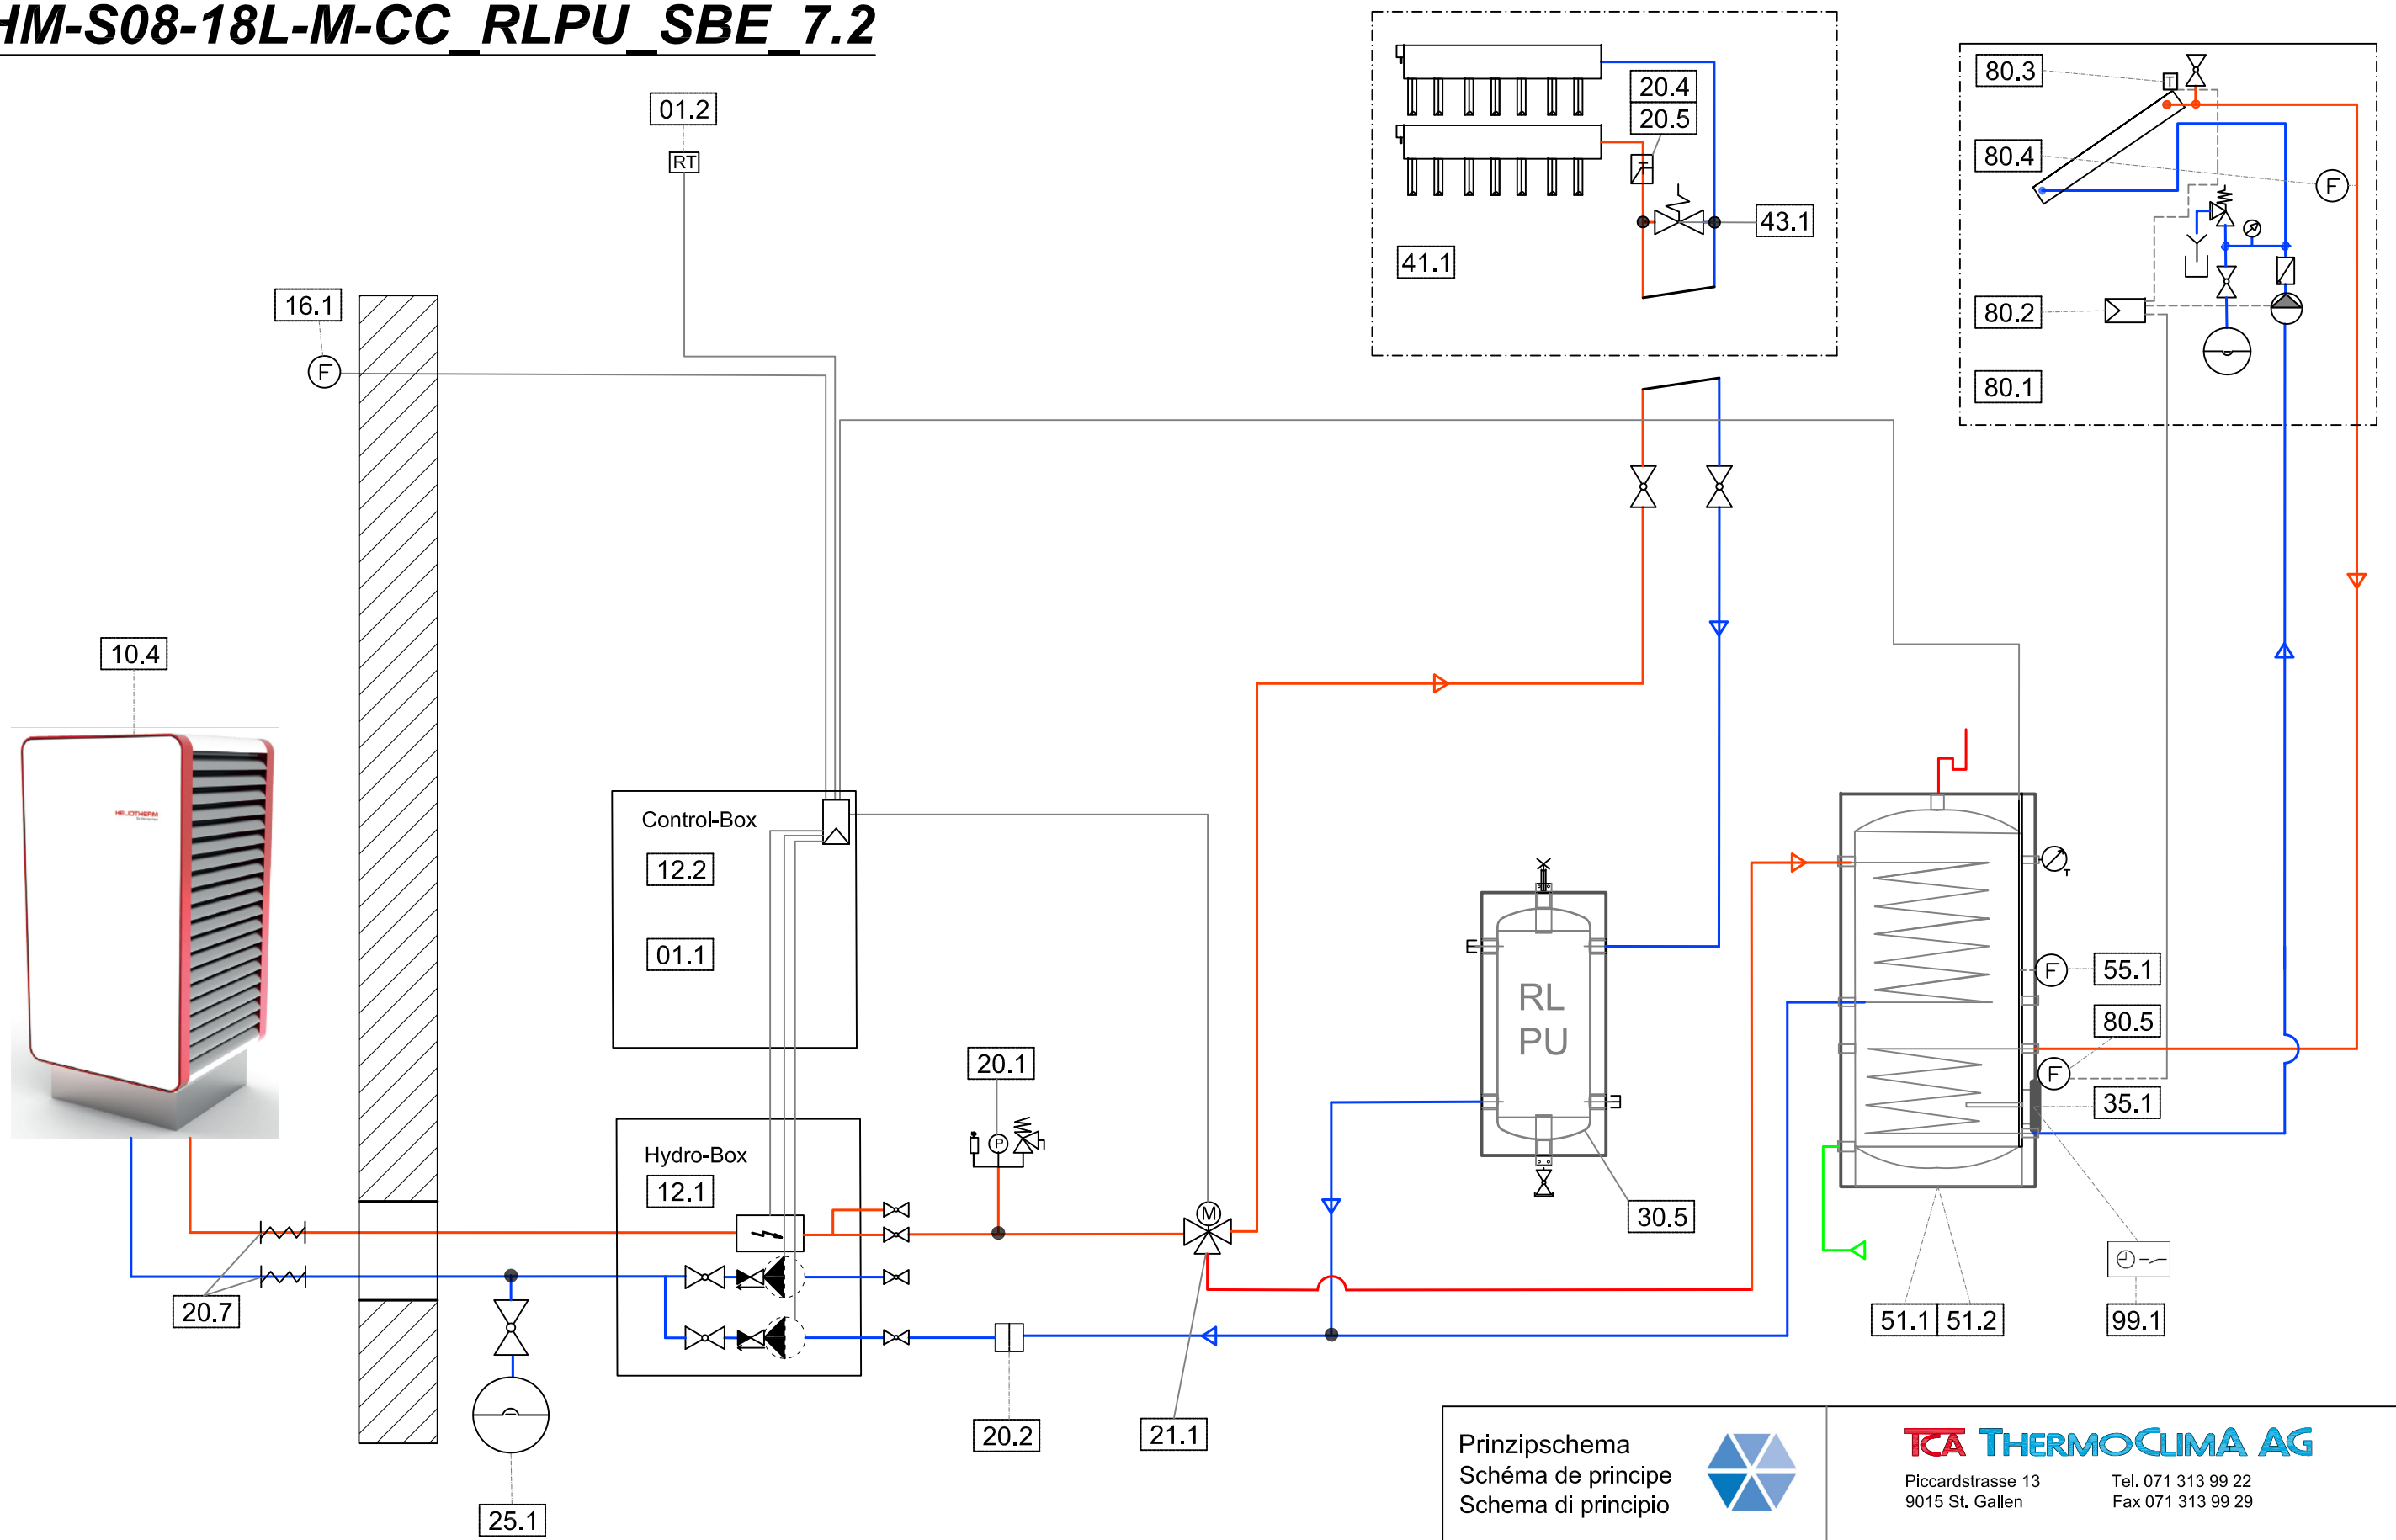 HM-S08-18L-M-CC_RLPU_SBE_7.2
01.2
RT
20.4
20.5
43.1
41.1
80.3
T
80.4
F
80.2
80.1
16.1
F
10.4
HELIOTHERM
Control-Box
12.2
01.1
Hydro-Box
12.1
20.1
P
M
RL
PU
30.5
T
F
55.1
80.5
F
35.1
20.7
51.1
51.2
99.1
20.2
21.1
25.1
Prinzipschema
Schéma de principe
Schema di principio
TCA THERMOCLIMA AG
Piccardstrasse 13
9015 St. Gallen
Tel. 071 313 99 22
Fax 071 313 99 29